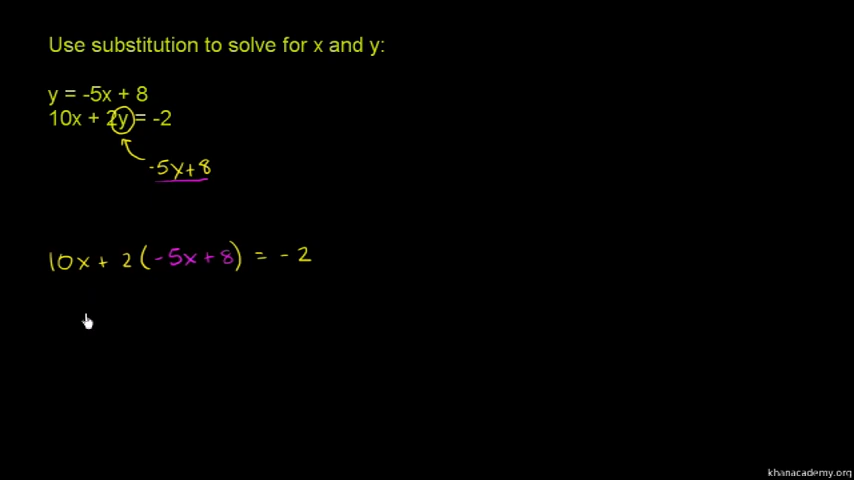 Use substitution to solve for x and y:
y = -5x + 8
10x + 2y = -2
-5x+8
10x + 2(-5x+8) = -2
khanacademy.org